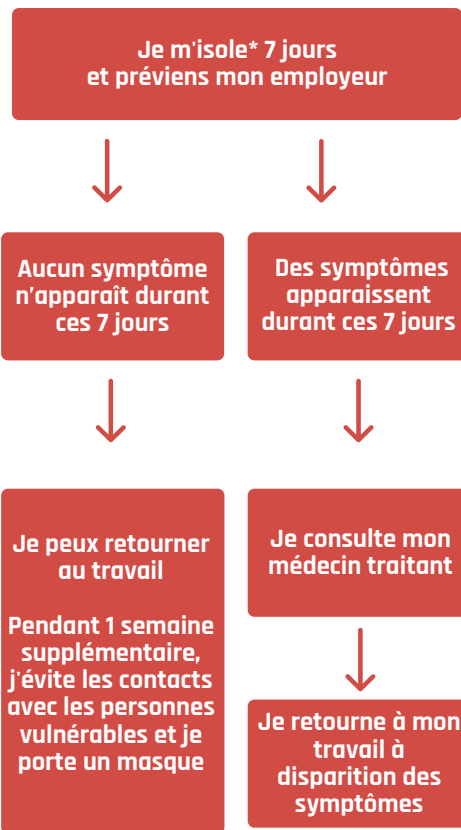 Je m'isole* 7 jours
et préviens mon employeur
Aucun symptôme
n'apparaît durant
ces 7 jours
Des symptômes
apparaissent
durant ces 7 jours
Je peux retourner
au travail
Pendant 1 semaine
supplémentaire,
j'évite les contacts
avec les personnes
vulnérables et je
porte un masque
Je consulte mon
médecin traitant
Je retourne à mon
travail à
disparition des
symptômes